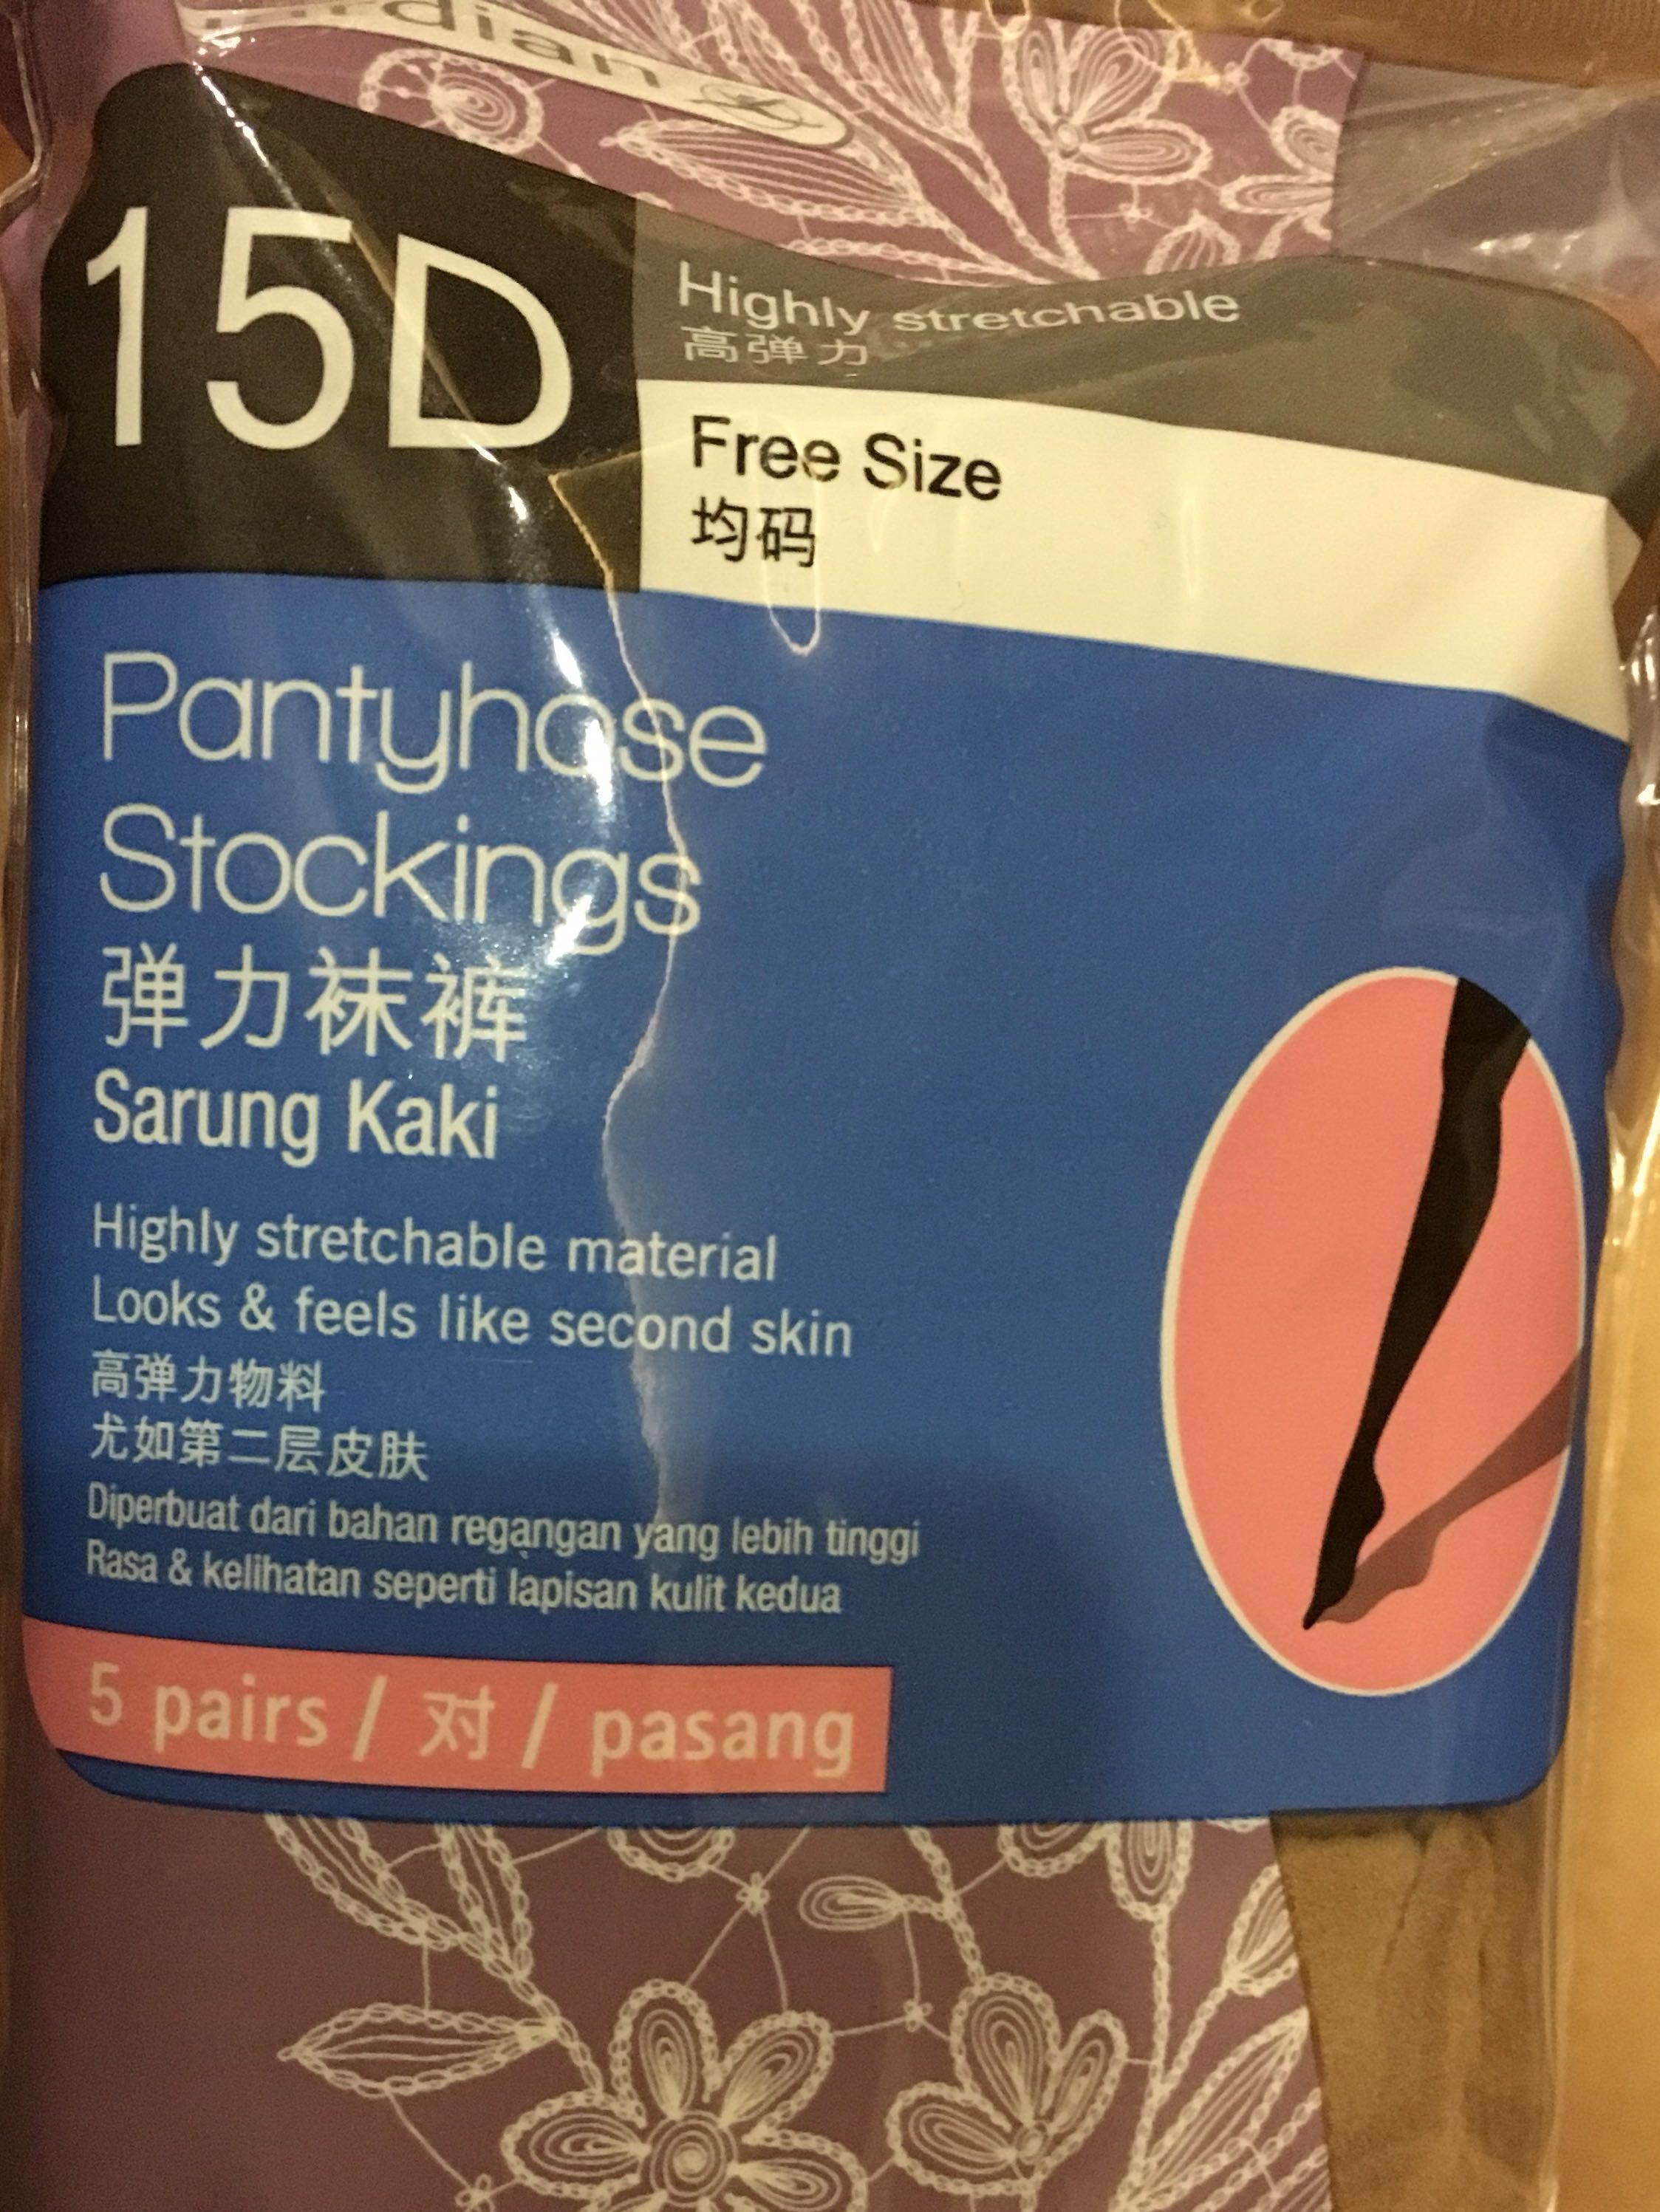 15D
Highly stretchable
高弹力
Free Size
均码
Pantyhose
Stockings
弹力袜裤
Sarung Kaki
Highly stretchable material
Looks & feels like second skin
高弹力物料
尤如第二层皮肤
Diperbuat dari bahan regangan yang lebih tinggi
Rasa & kelihatan seperti lapisan kulit kedua
5 pairs / 对 / pasang